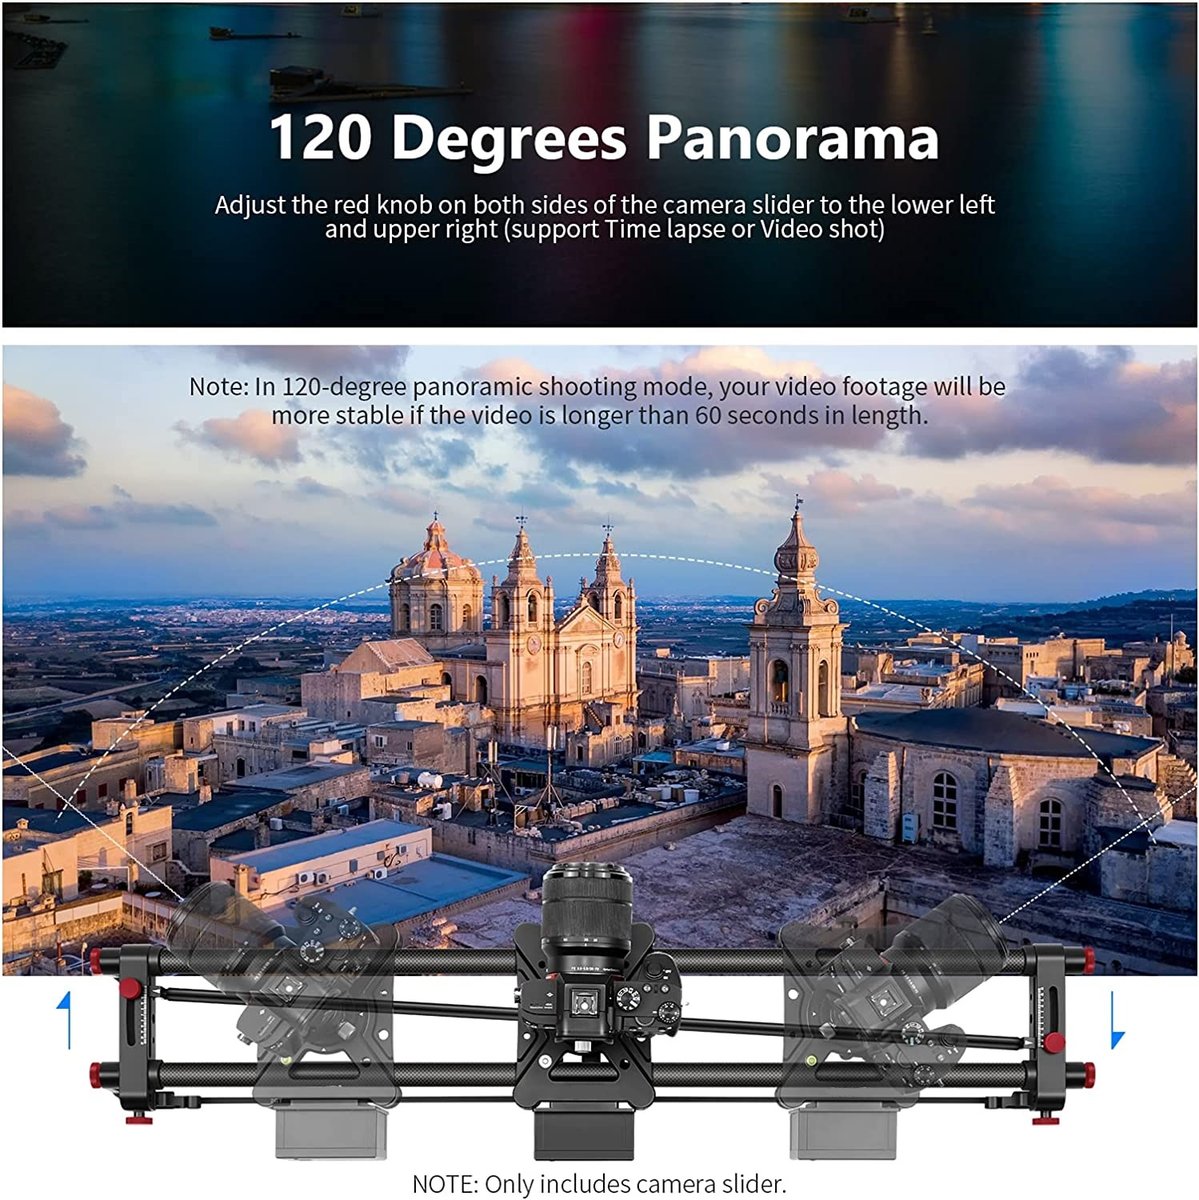 120 Degrees Panorama
Adjust the red knob on both sides of the camera slider to the lower left
and upper right (support Time lapse or Video shot)
Note: In 120-degree panoramic shooting mode, your video footage will be
more stable if the video is longer than 60 seconds in length.
NOTE: Only includes camera slider.